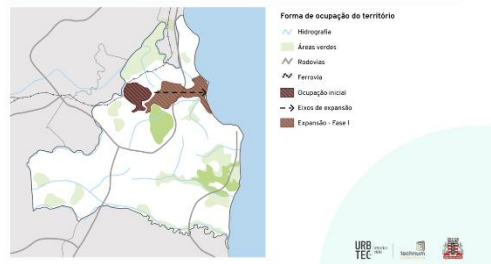 Forma de ocupação do território
Hidrografia
Áreas verdes
Rodovias
Ferrovia
Ocupação inicial
Eixos de expansão
Expansão - Fase I
URB
TEC
technum